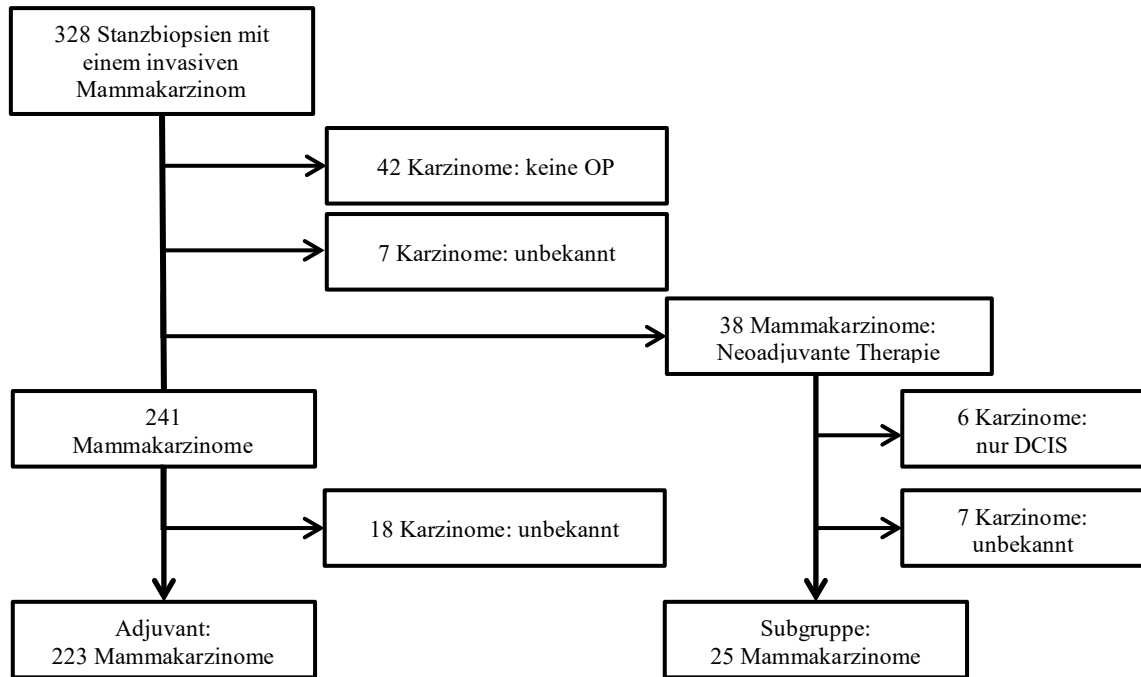 328 Stanzbiopsien mit
einem invasiven
Mammakarzinom
42 Karzinome: keine OP
7 Karzinome: unbekannt
38 Mammakarzinome:
Neoadjuvante Therapie
241
Mammakarzinome
6 Karzinome:
nur DCIS
18 Karzinome: unbekannt
7 Karzinome:
unbekannt
Adjuvant:
223 Mammakarzinome
Subgruppe:
25 Mammakarzinome